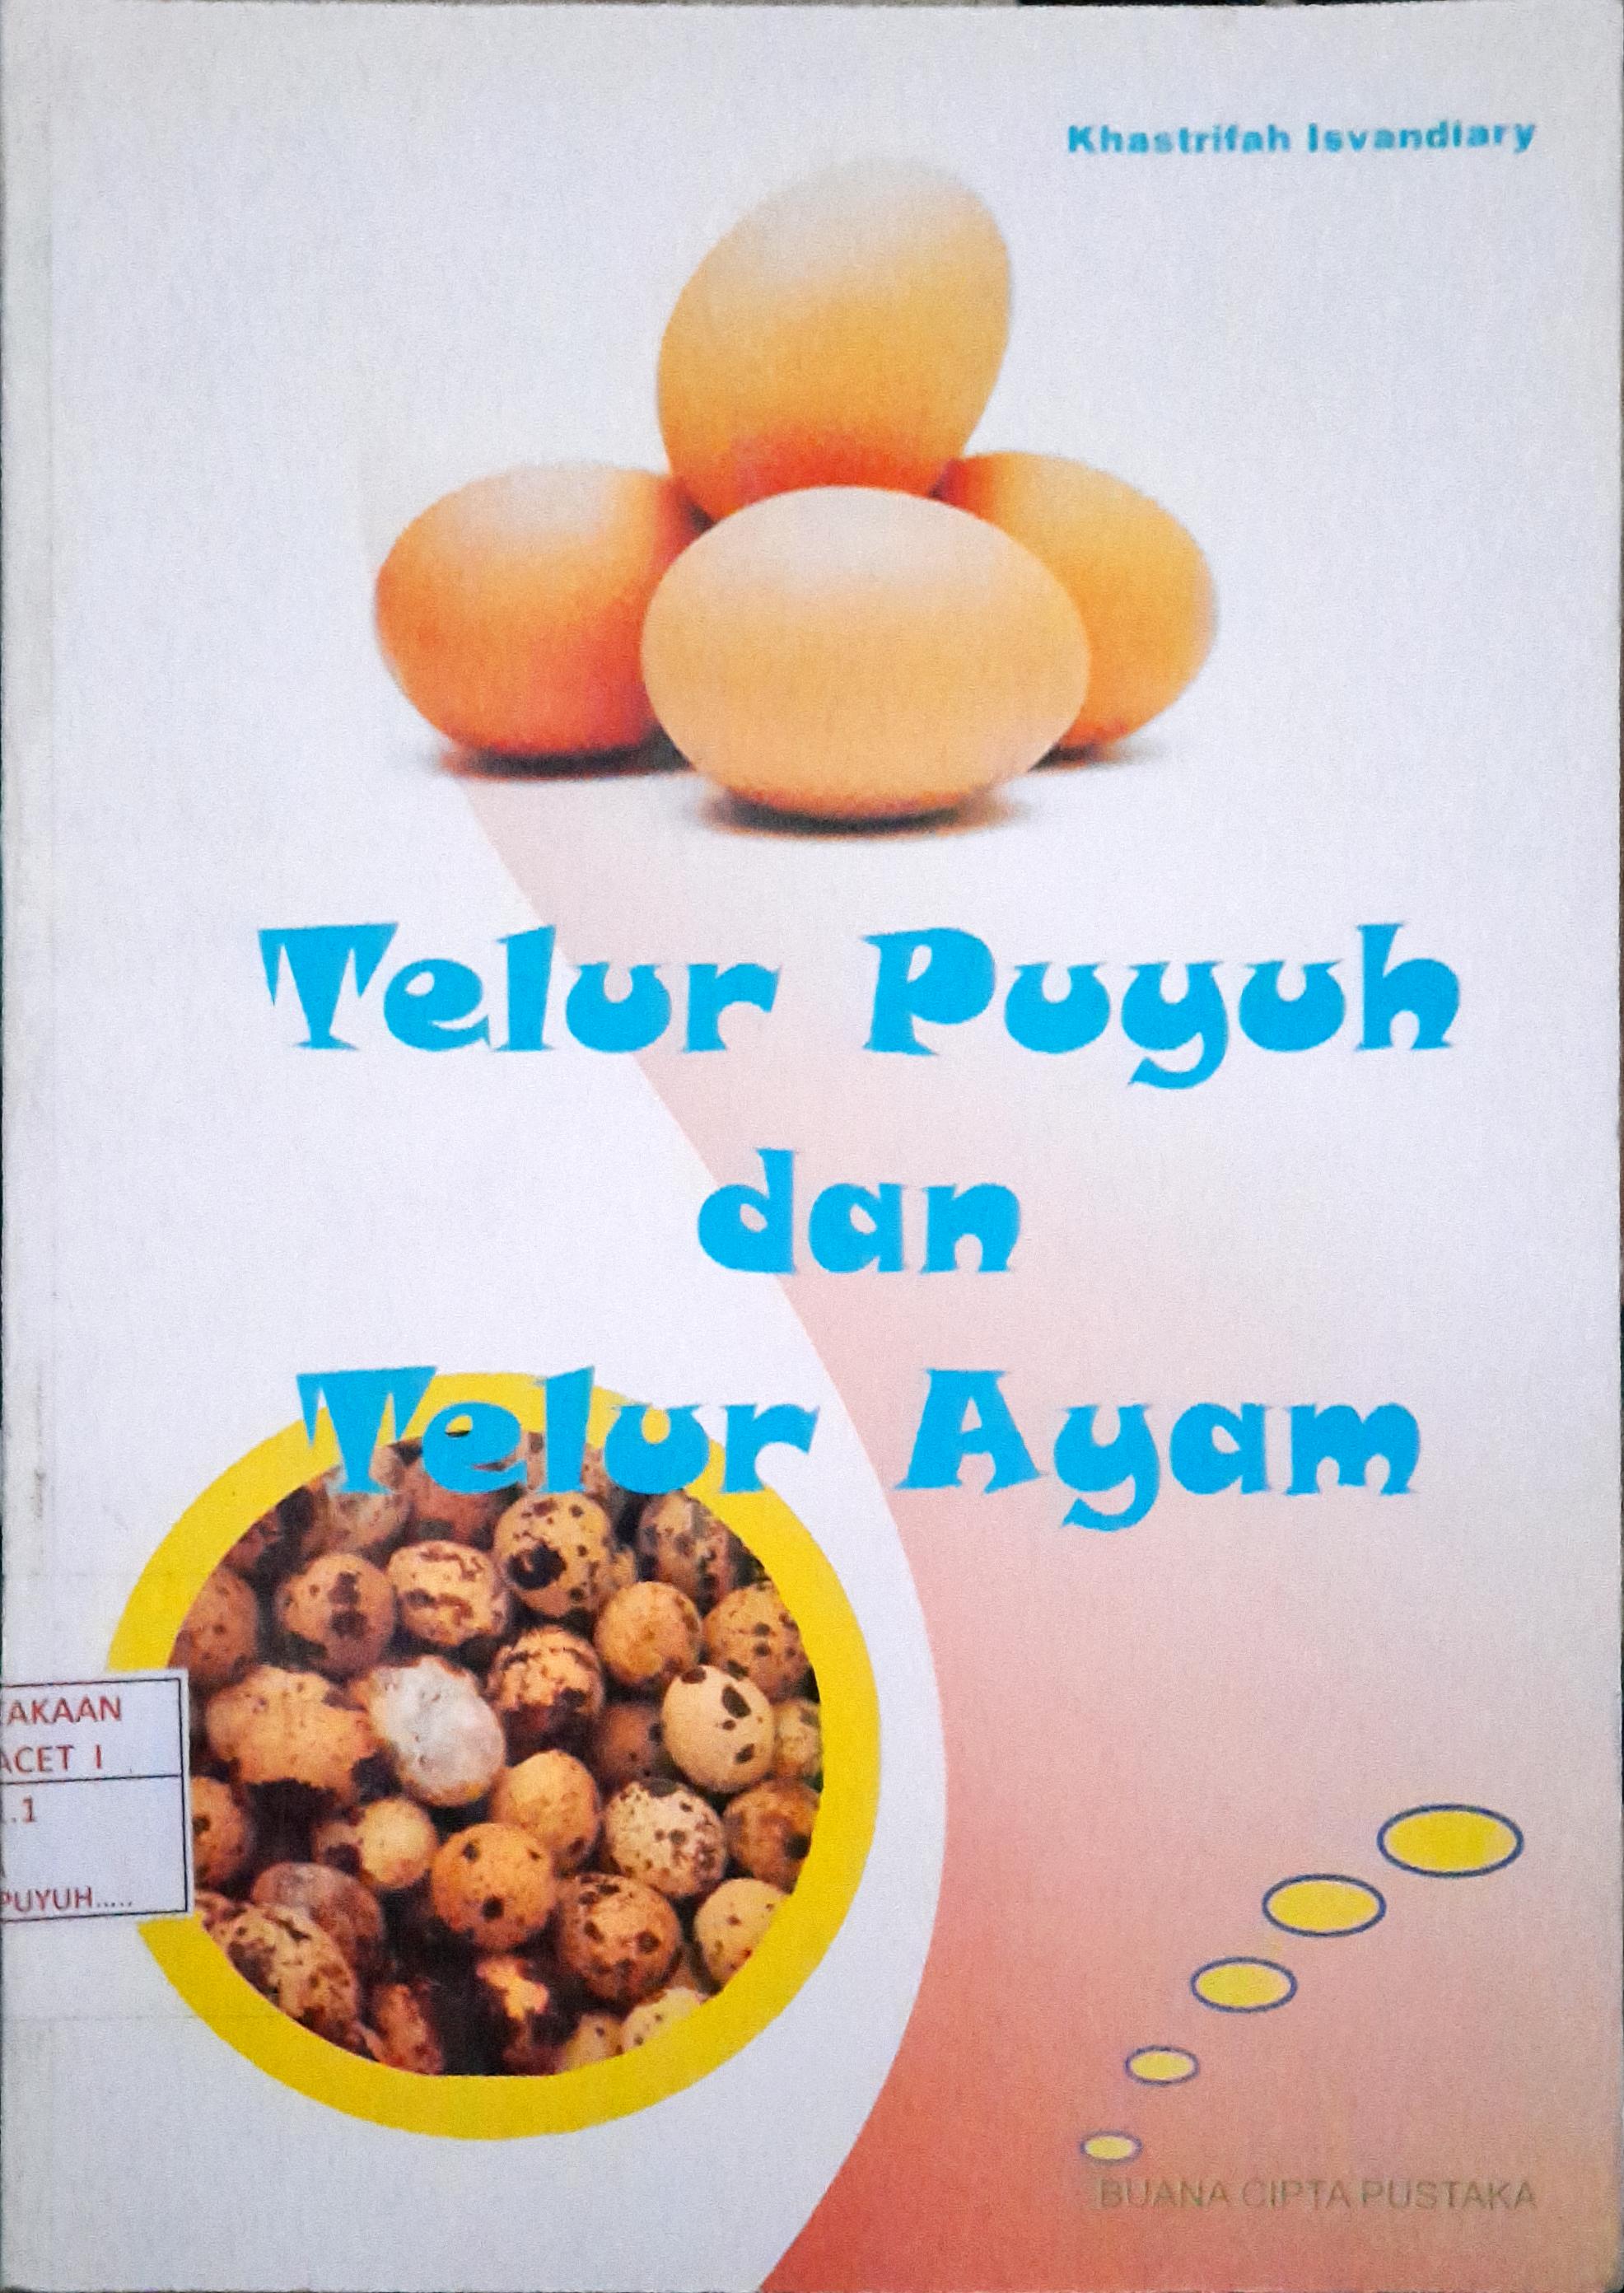 Khastrifah Isvandiary
Telur Puyuh
dan
Telur Ayam
AKAAN
ACET I
.1
PUYUH.....
BUANA CIPTA PUSTAKA